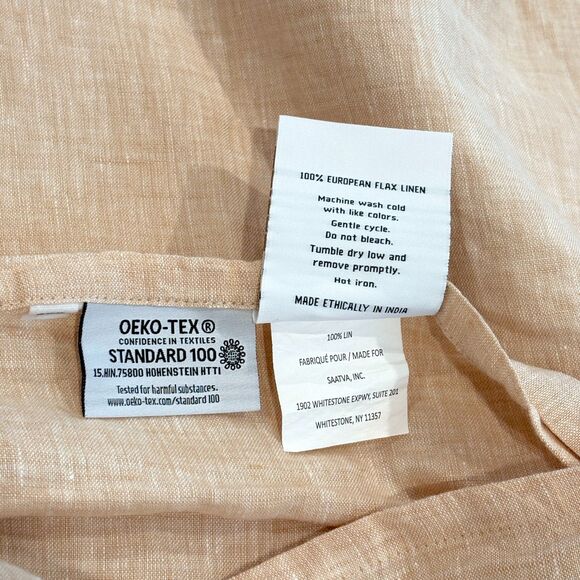 100% EUROPEAN FLAX LINEN
Machine wash cold
with like colors.
Gentle cycle.
Do not bleach.
Tumble dry low and
remove promptly.
Hot iron.
MADE ETHICALLY IN INDIA
OEKO-TEX®
CONFIDENCE IN TEXTILES
STANDARD 100
15.HIN.75800 HOHENSTEIN HTTI
Tested for harmful substances.
www.oeko-tex.com/standard100
100% LIN
FABRIQUÉ POUR / MADE FOR
SAATVA, INC.
1902 WHITESTONE EXPWY, SUITE 201
WHITESTONE, NY 11357